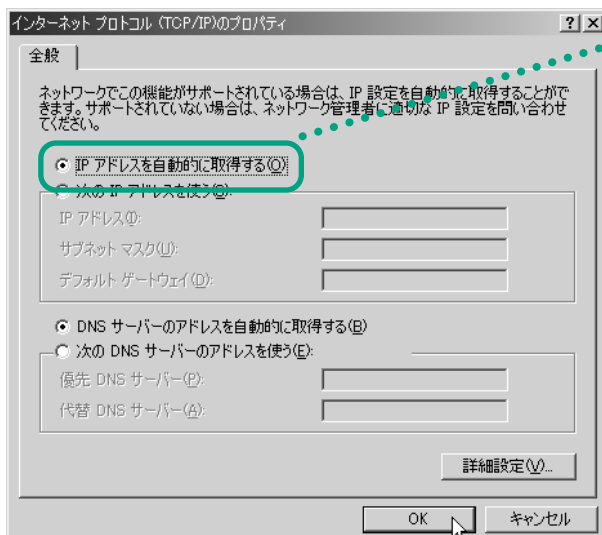 インターネット プロトコル (TCP/IP)のプロパティ
全般
ネットワークでこの機能がサポートされている場合は、IP 設定を自動的に取得することがで
きます。サポートされていない場合は、ネットワーク管理者に適切な IP 設定を問い合わせ
てください。
IP アドレスを自動的に取得する(O)
次の IP アドレスを使う(S):
IP アドレス(I):
サブネット マスク(U):
デフォルト ゲートウェイ(D):
DNS サーバーのアドレスを自動的に取得する(B)
次の DNS サーバーのアドレスを使う(E):
優先 DNS サーバー(P):
代替 DNS サーバー(A):
詳細設定(V)...
OK
キャンセル